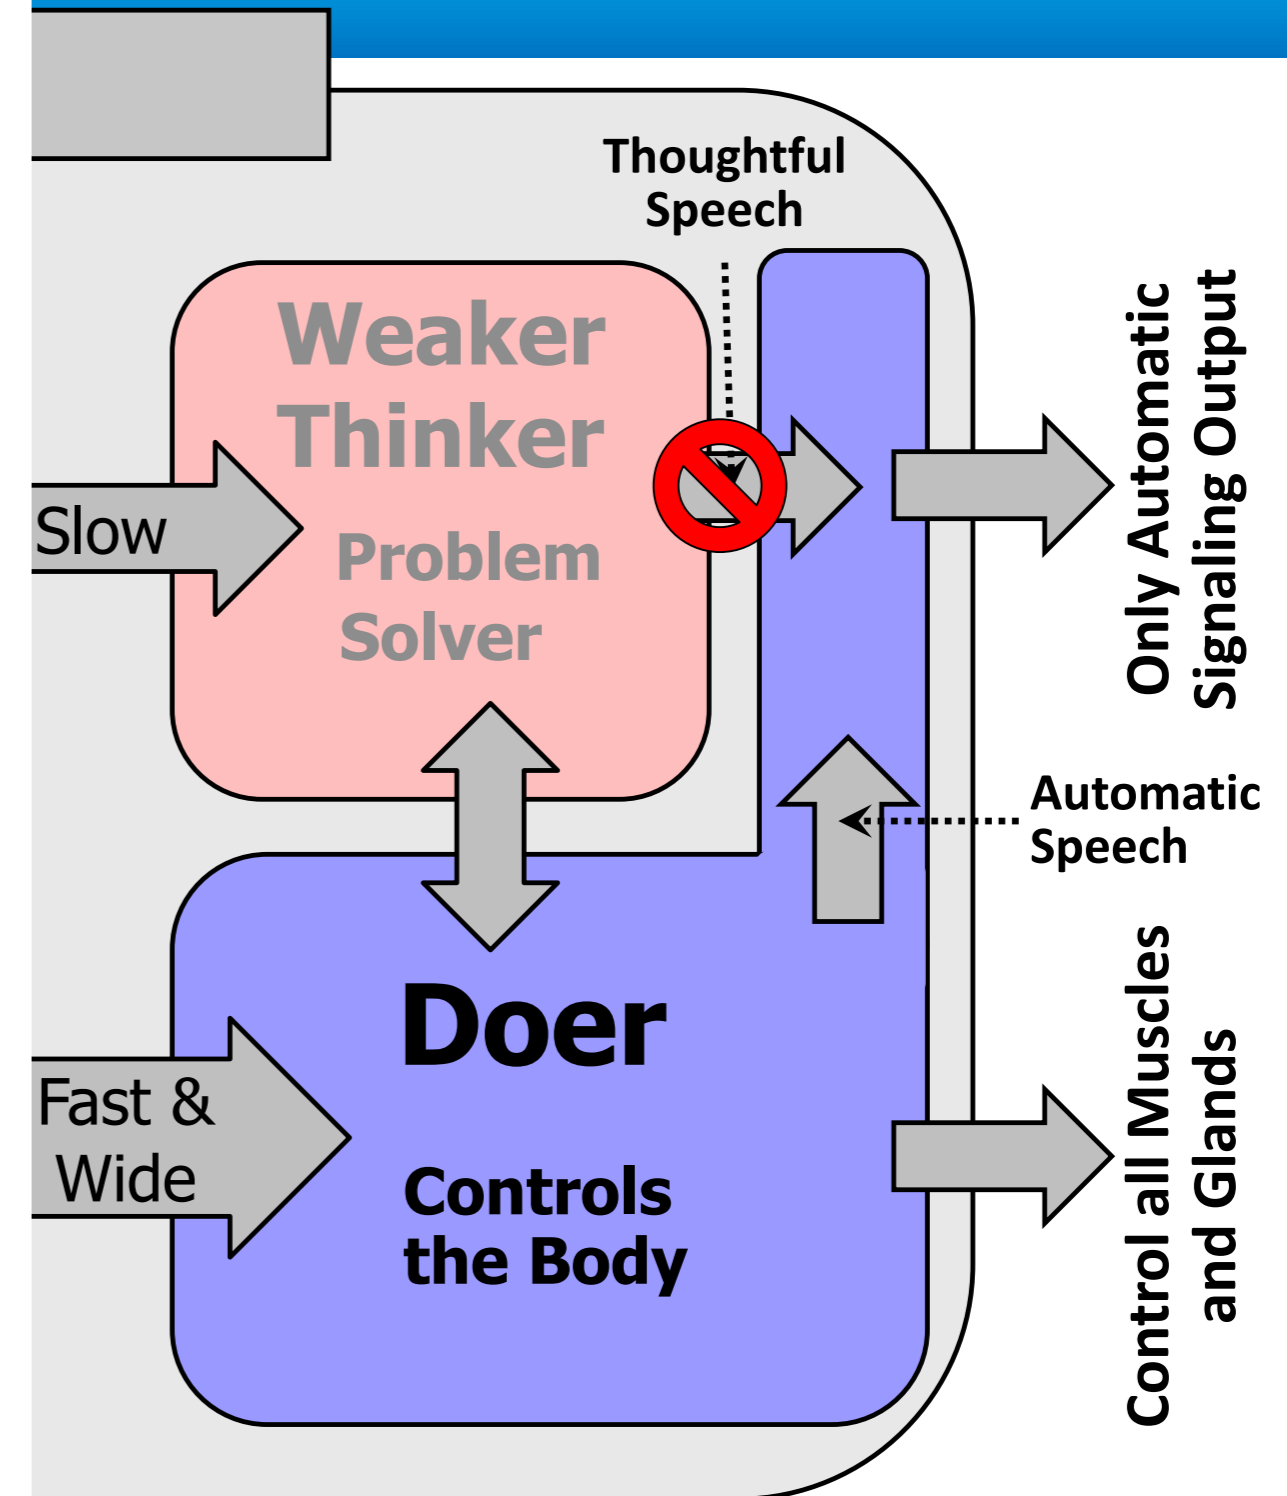 Thoughtful
Speech
Weaker
Thinker
Problem
Solver
Slow
Only Automatic
Signaling Output
Automatic
Speech
Doer
Controls
the Body
Fast &
Wide
Control all Muscles
and Glands